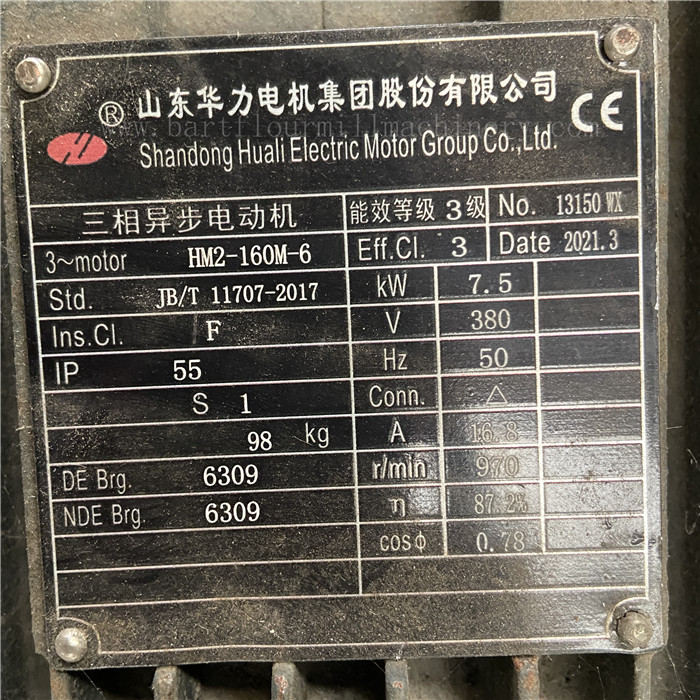 ® 山东华力电机集团股份有限公司 CE
www.bartflourmillmachinery.com
Shandong Huali Electric Motor Group Co.,Ltd.
三相异步电动机 能效等级 3级 No. 13150 WX
3～motor HM2-160M-6 Eff.Cl. 3 Date 2021.3
Std. JB/T 11707-2017 kW 7.5
Ins.Cl. F V 380
IP 55 Hz 50
S 1 Conn. △
98 kg A 16.8
DE Brg. 6309 r/min 970
NDE Brg. 6309 η 87.2%
cosφ 0.78